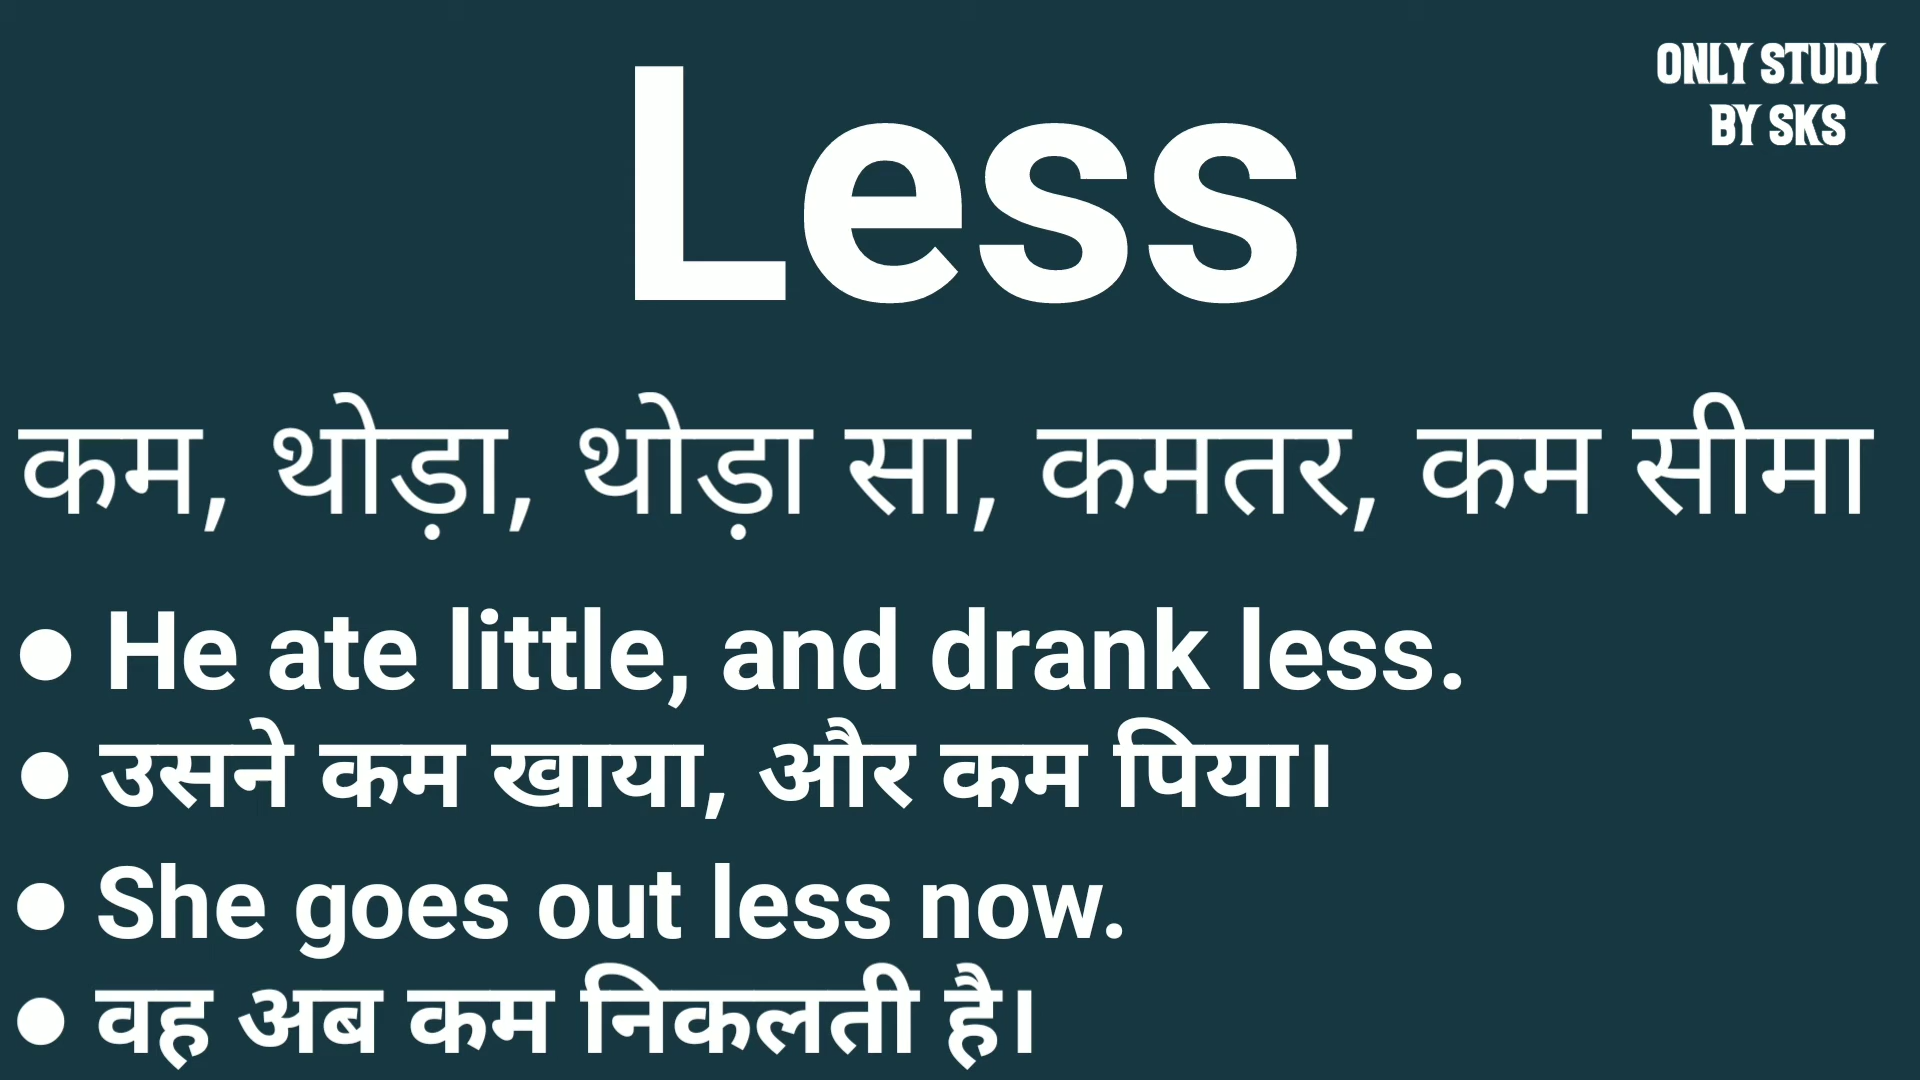 Less
ONLY STUDY
BY SKS
कम, थोड़ा, थोड़ा सा, कमतर, कम सीमा
● He ate little, and drank less.
● उसने कम खाया, और कम पिया।
● She goes out less now.
● वह अब कम निकलती है।